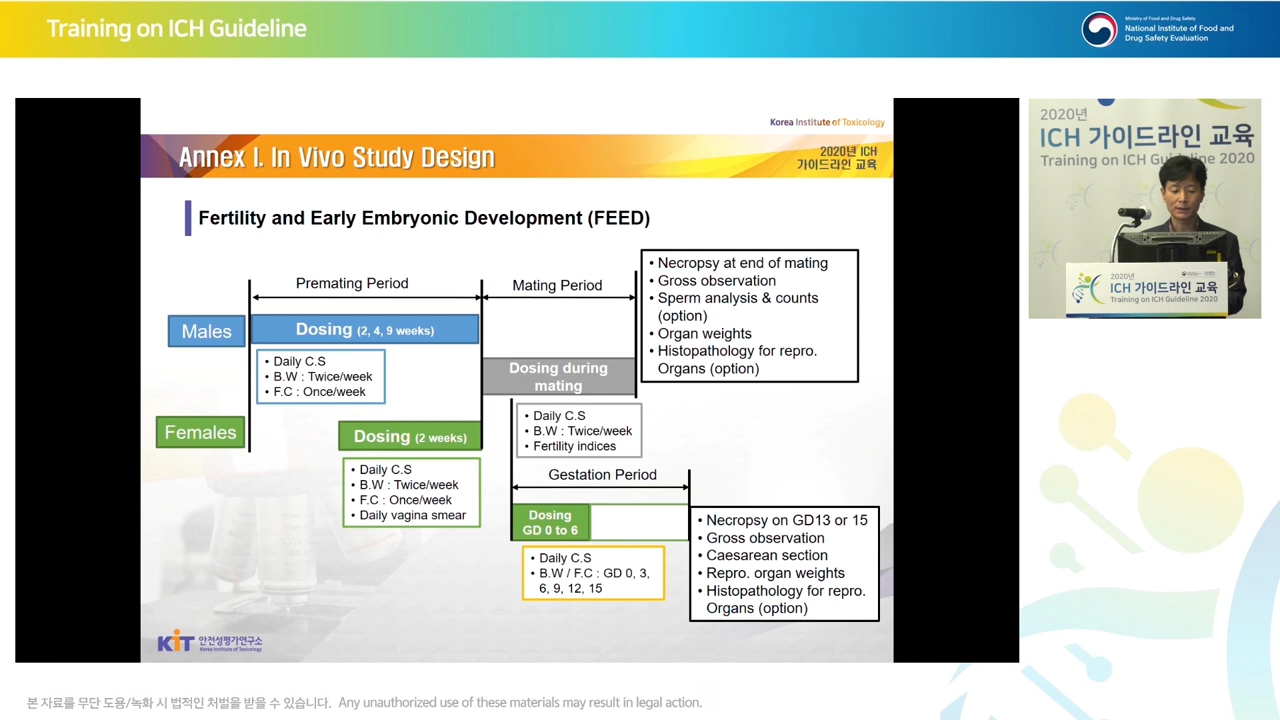 Training on ICH Guideline
Ministry of Food and Drug Safety
National Institute of Food and
Drug Safety Evaluation
Korea Institute of Toxicology
Annex I. In Vivo Study Design
2020년 ICH
가이드라인 교육
Fertility and Early Embryonic Development (FEED)
Premating Period
Mating Period
Males
Dosing (2, 4, 9 weeks)
• Daily C.S
• B.W : Twice/week
• F.C : Once/week
Dosing during
mating
• Necropsy at end of mating
• Gross observation
• Sperm analysis & counts
(option)
• Organ weights
• Histopathology for repro.
Organs (option)
Females
Dosing (2 weeks)
• Daily C.S
• B.W : Twice/week
• F.C : Once/week
• Daily vagina smear
• Daily C.S
• B.W : Twice/week
• Fertility indices
Gestation Period
Dosing
GD 0 to 6
• Daily C.S
• B.W / F.C : GD 0, 3,
6, 9, 12, 15
• Necropsy on GD13 or 15
• Gross observation
• Caesarean section
• Repro. organ weights
• Histopathology for repro.
Organs (option)
KIT 안전성평가연구소
Korea Institute of Toxicology
2020년
ICH 가이드라인 교육
Training on ICH Guideline 2020
2020년
ICH 가이드라인 교육
Training on ICH Guideline 2020
본 자료를 무단 도용/녹화 시 법적인 처벌을 받을 수 있습니다. Any unauthorized use of these materials may result in legal action.